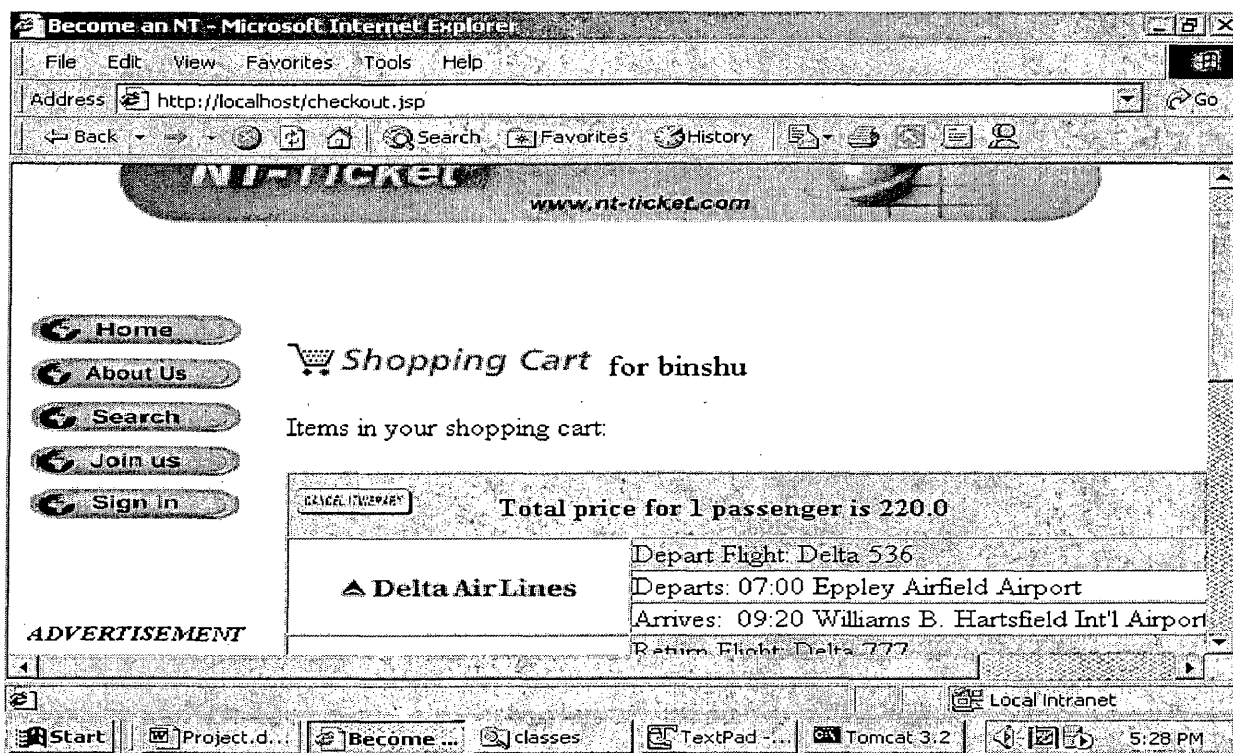 Become an NT - Microsoft Internet Explorer
File Edit View Favorites Tools Help
Address http://localhost/checkout.jsp Go
Back Search Favorites History
NT-Ticket
www.nt-ticket.com
Home
About Us
Search
Join us
Sign In
ADVERTISEMENT
Shopping Cart for binshu
Items in your shopping cart:
CANCEL ITINERARY Total price for 1 passenger is 220.0
Delta Air Lines
Depart Flight: Delta 536
Departs: 07:00 Eppley Airfield Airport
Arrives: 09:20 Williams B. Hartsfield Int'l Airport
Return Flight: Delta 777
Local intranet
Start Project.d... Become ... classes TextPad -... Tomcat 3.2 5:28 PM